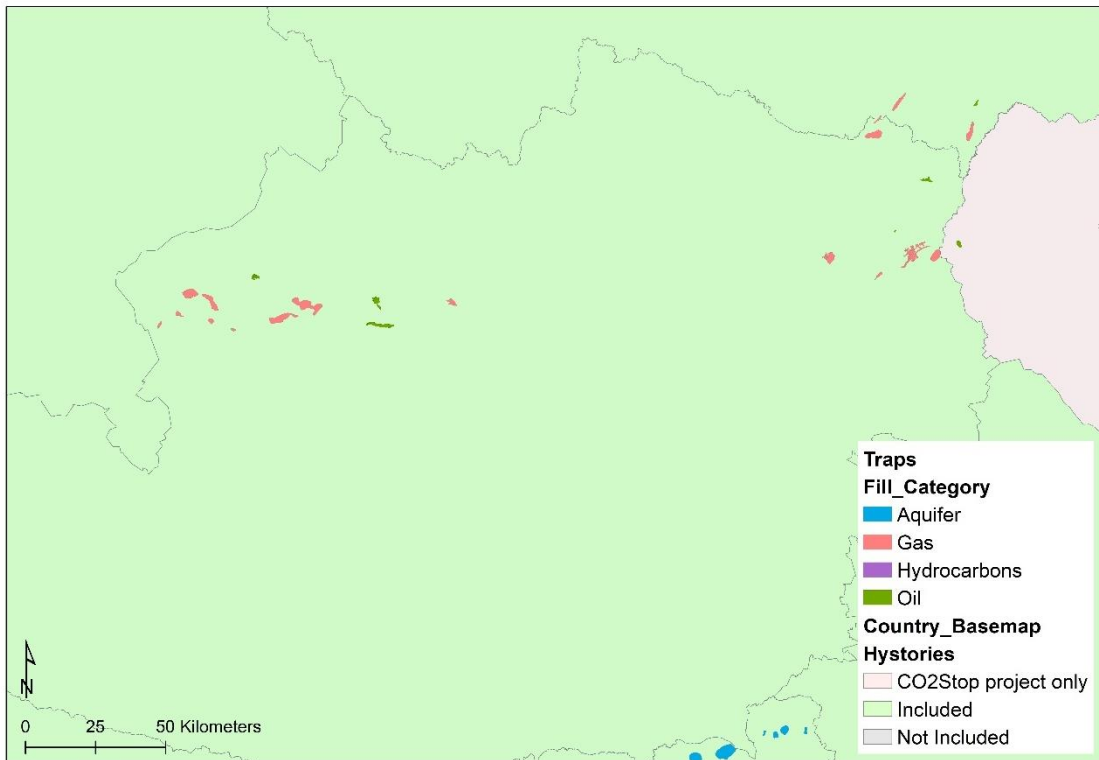 Traps
Fill_Category
Aquifer
Gas
Hydrocarbons
Oil
Country_Basemap
Hystories
CO2Stop project only
Included
Not Included
N
0 25 50 Kilometers